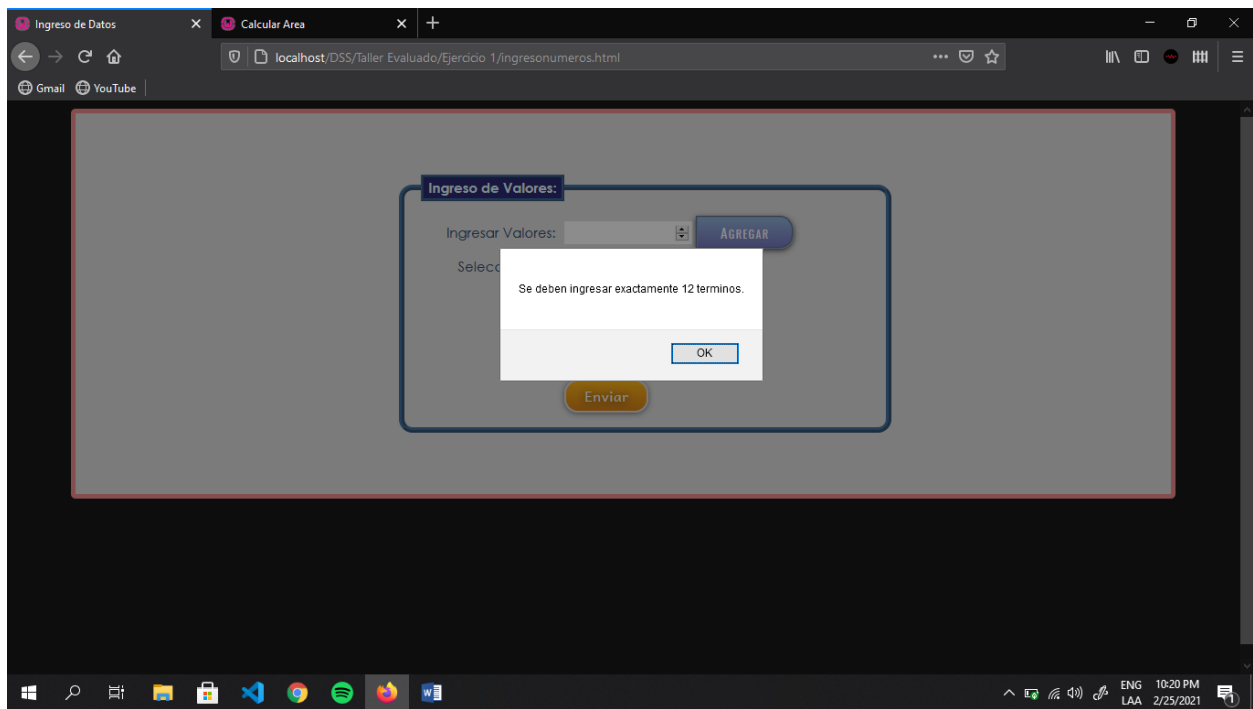 Ingreso de Datos
Calcular Area
localhost/DSS/Taller Evaluado/Ejercicio 1/ingresonumeros.html
Gmail YouTube
Ingreso de Valores:
Ingresar Valores: AGREGAR
Selecc
Se deben ingresar exactamente 12 terminos.
OK
Enviar
ENG 10:20 PM
LAA 2/25/2021